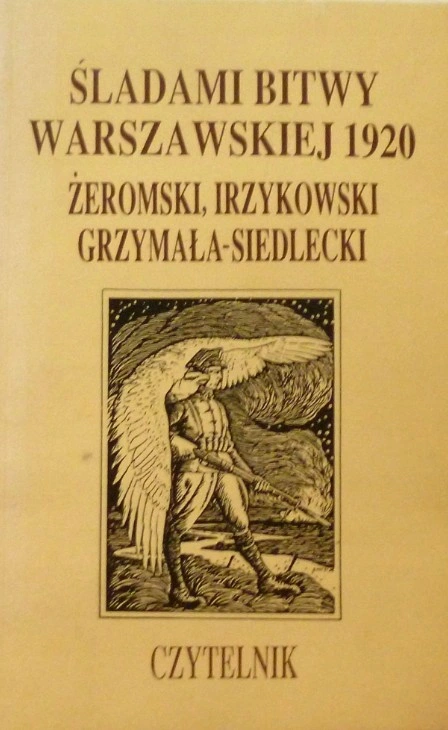 ŚLADAMI BITWY
WARSZAWSKIEJ 1920
ŻEROMSKI, IRZYKOWSKI
GRZYMAŁA-SIEDLECKI
CZYTELNIK